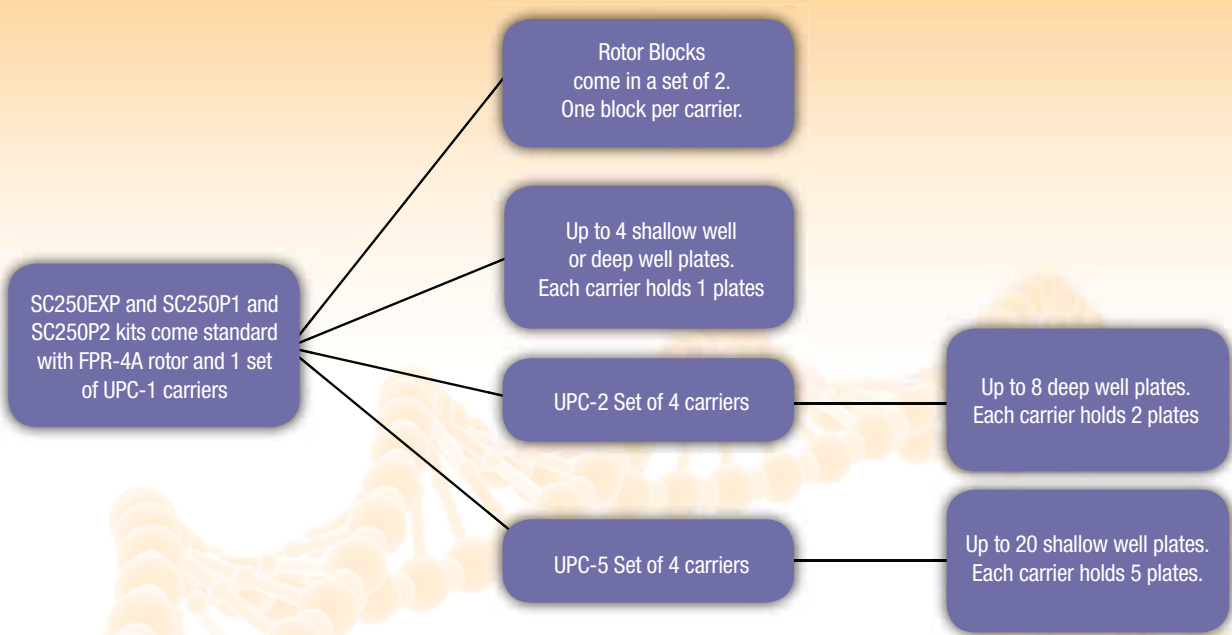 Rotor Blocks
come in a set of 2.
One block per carrier.
Up to 4 shallow well
or deep well plates.
Each carrier holds 1 plates
SC250EXP and SC250P1 and
SC250P2 kits come standard
with FPR-4A rotor and 1 set
of UPC-1 carriers
UPC-2 Set of 4 carriers
Up to 8 deep well plates.
Each carrier holds 2 plates
UPC-5 Set of 4 carriers
Up to 20 shallow well plates.
Each carrier holds 5 plates.